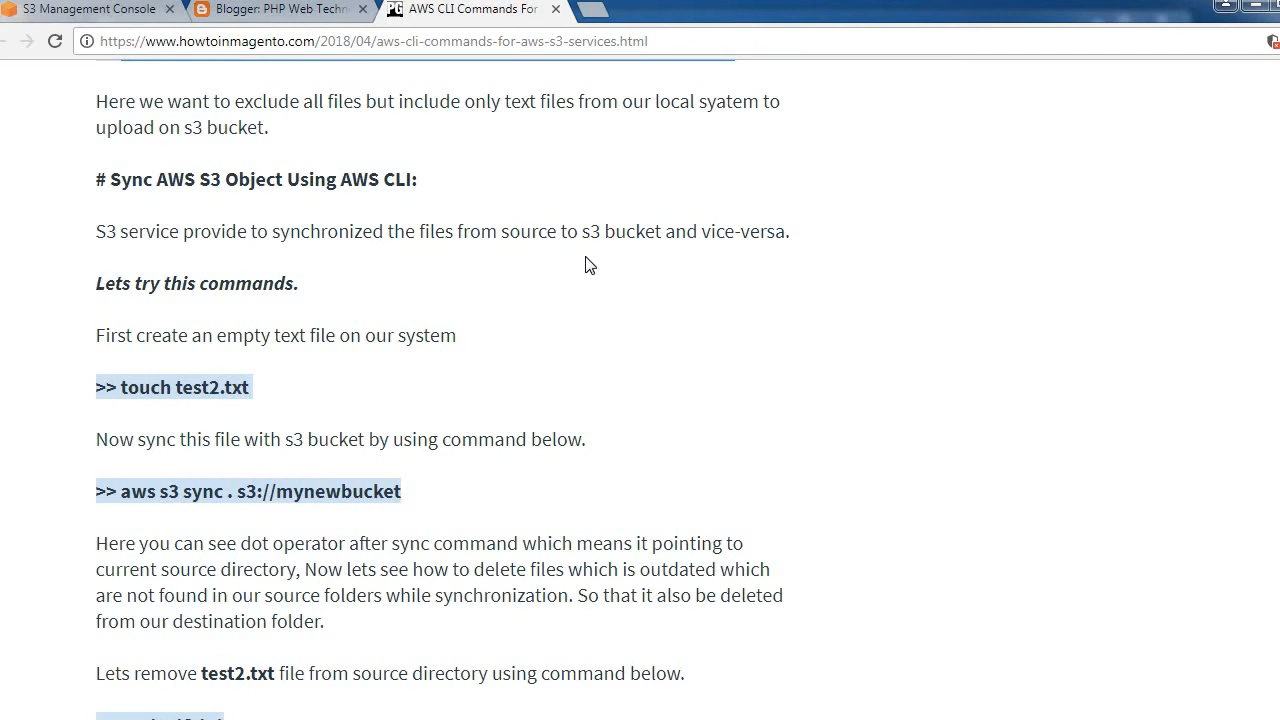 S3 Management Console
Blogger: PHP Web Techn
AWS CLI Commands For
https://www.howtoinmagento.com/2018/04/aws-cli-commands-for-aws-s3-services.html
Here we want to exclude all files but include only text files from our local syatem to
upload on s3 bucket.
# Sync AWS S3 Object Using AWS CLI:
S3 service provide to synchronized the files from source to s3 bucket and vice-versa.
Lets try this commands.
First create an empty text file on our system
>> touch test2.txt
Now sync this file with s3 bucket by using command below.
>> aws s3 sync . s3://mynewbucket
Here you can see dot operator after sync command which means it pointing to
current source directory, Now lets see how to delete files which is outdated which
are not found in our source folders while synchronization. So that it also be deleted
from our destination folder.
Lets remove test2.txt file from source directory using command below.